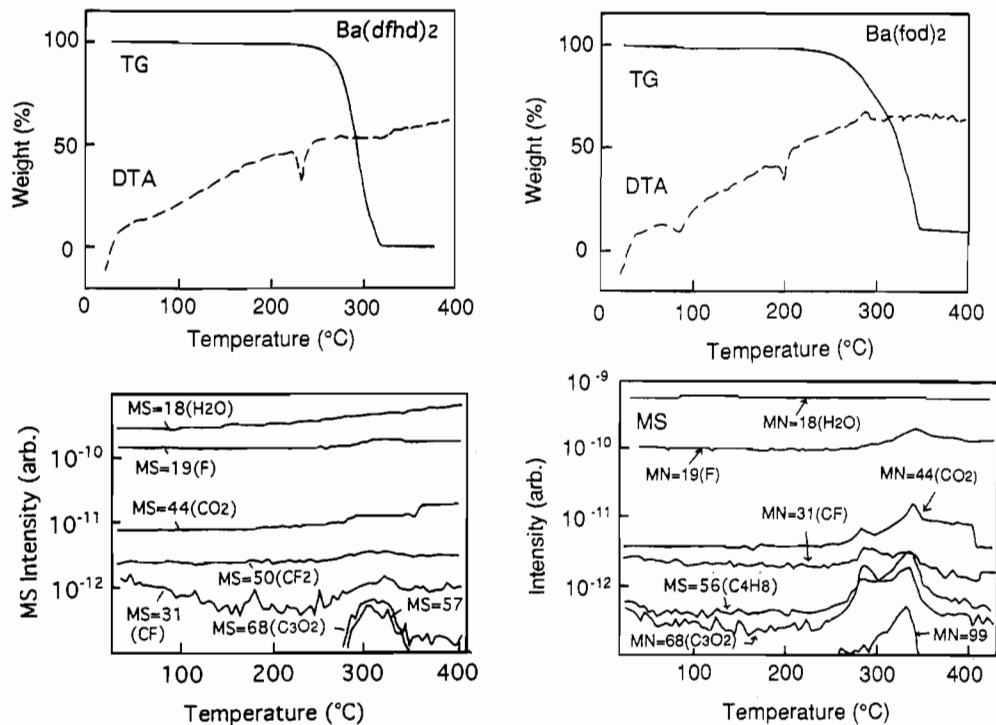 Ba(dfhd)2
100
TG
50
DTA
0
Weight (%)
0 100 200 300 400
Temperature (°C)
Ba(fod)2
100
TG
50
DTA
0
Weight (%)
0 100 200 300 400
Temperature (°C)
MS=18(H2O)
10-10
MS=19(F)
MS=44(CO2)
10-11
MS=50(CF2)
10-12
MS=31
(CF)
MS=68(C3O2)
MS=57
MS Intensity (arb.)
100 200 300 400
Temperature (°C)
10-9
MS
MN=18(H2O)
10-10
MN=19(F)
MN=44(CO2)
10-11
MN=31(CF)
MS=56(C4H8)
10-12
MN=68(C3O2)
MN=99
Intensity (arb.)
100 200 300 400
Temperature (°C)